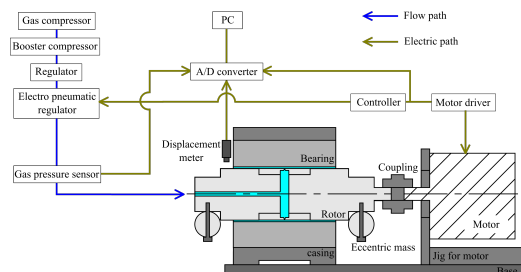 Gas kompressor
Booster compressor
Regulator
Electro pneumatic
regulator
Gas pressure sensor
PC
A/D converter
Flow path
Electric path
Controller
Motor driver
Displacement
meter
Bearing
Coupling
Rotor
Motor
casing
Eccentric mass
Jig for motor
Base